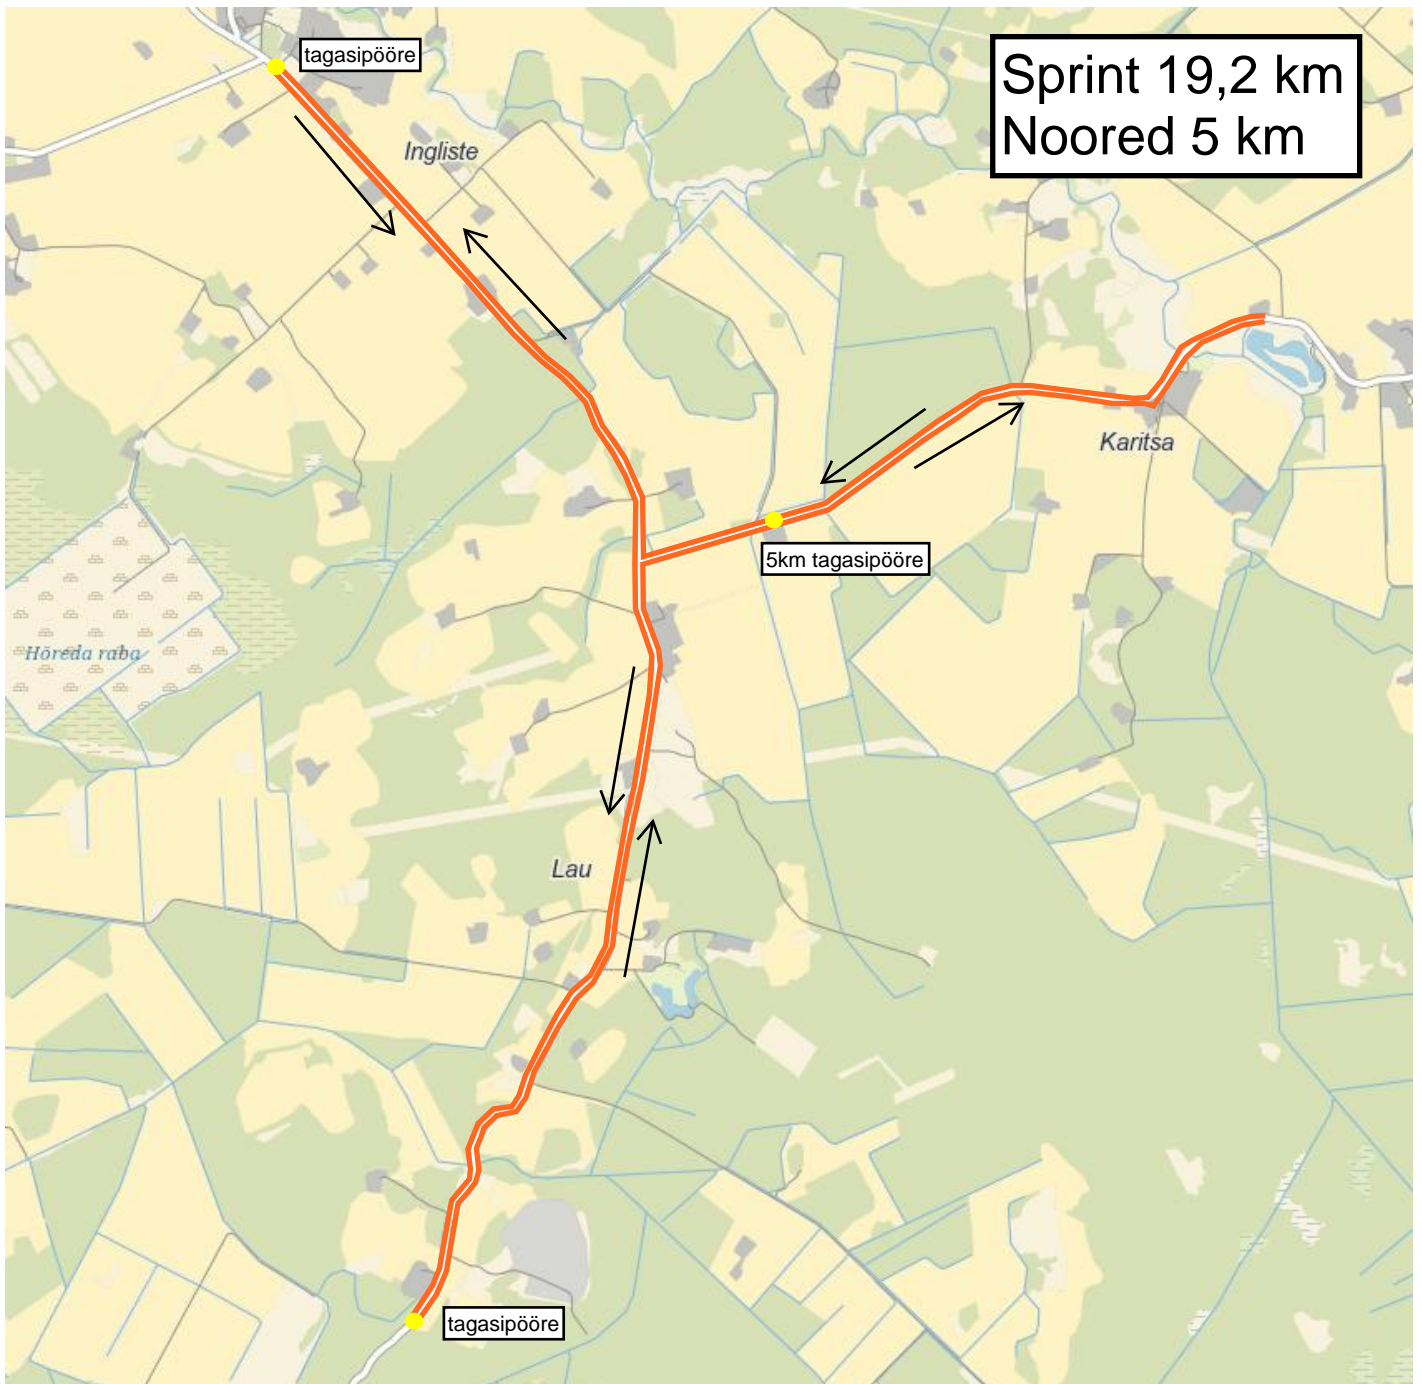 tagasipööre
Sprint 19,2 km
Noored 5 km
Ingliste
Karitsa
5km tagasipööre
Hõreda raba
Lau
tagasipööre